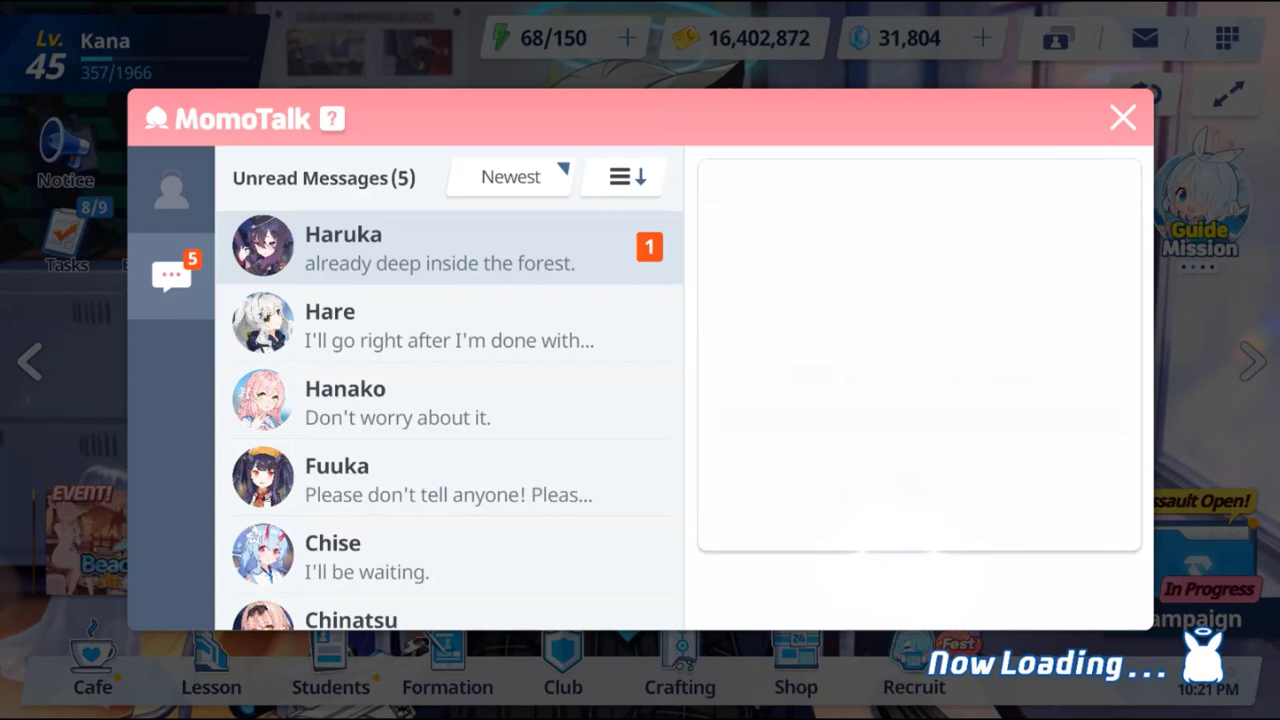 Lv.
45
Kana
357/1966
68/150
16,402,872
31,804
MomoTalk ?
Notice
8/9
Tasks
Unread Messages (5)
Newest
5
Haruka
already deep inside the forest.
1
Hare
I'll go right after I'm done with...
Hanako
Don't worry about it.
Fuuka
Please don't tell anyone! Pleas...
Chise
I'll be waiting.
Chinatsu
Guide
Mission
EVENT!
Beac
ssault Open!
In Progress
ampaign
Now Loading...
Cafe
Lesson
Students
Formation
Club
Crafting
24
Shop
Fest
Recruit
10:21 PM